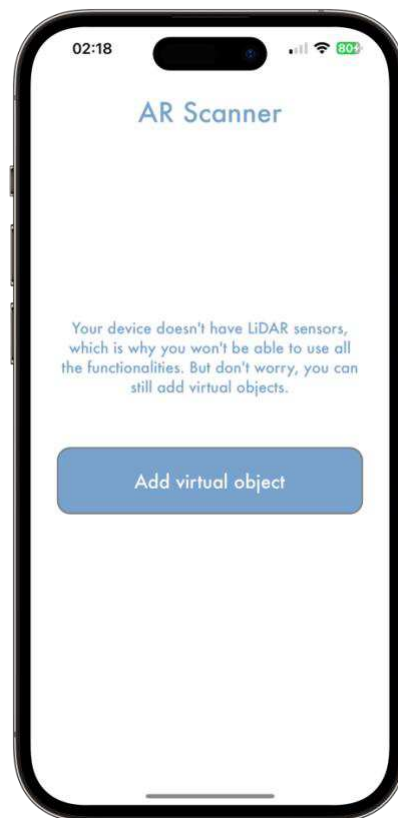 02:18
80
AR Scanner
Your device doesn't have LiDAR sensors,
which is why you won't be able to use all
the functionalities. But don't worry, you can
still add virtual objects.
Add virtual object